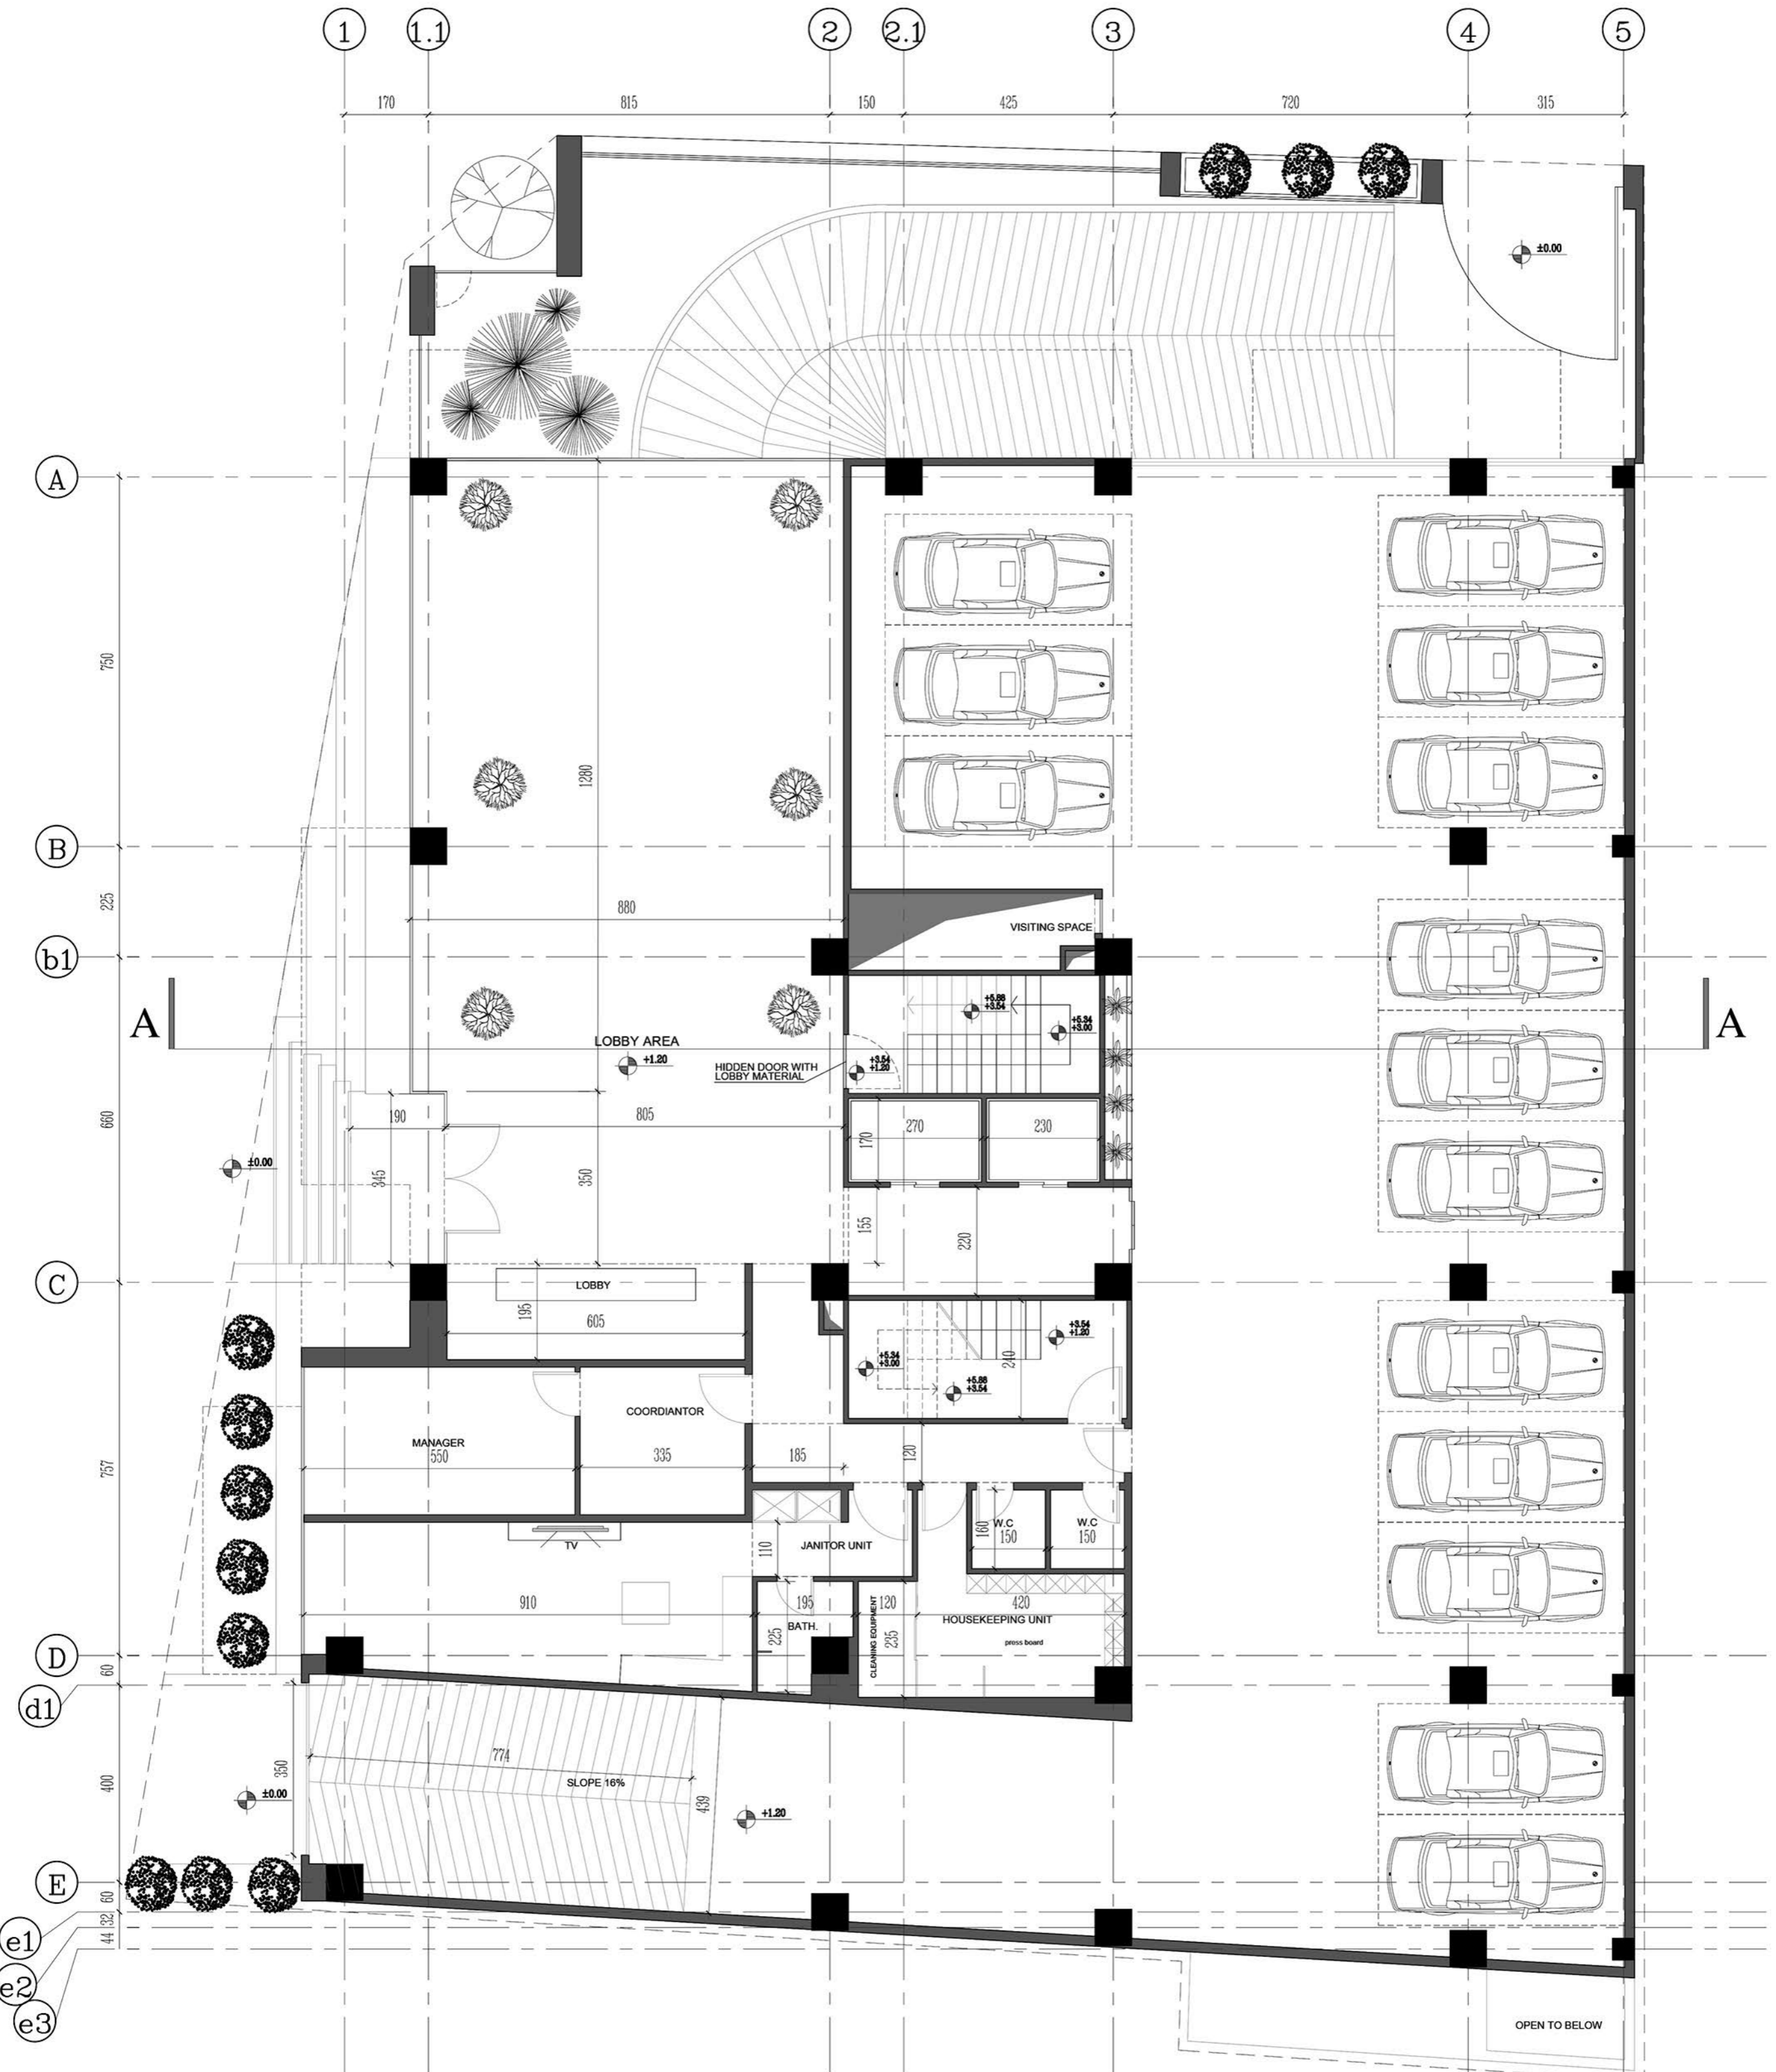 1 1.1 2 2.1 3 4 5
170 815 150 425 720 315
±0.00
A
750
1280
B
225
880
VISITING SPACE
b1
+5.88
+3.54
+5.34
+3.00
A
A
LOBBY AREA
+1.20
HIDDEN DOOR WITH
LOBBY MATERIAL
+3.54
+1.20
660
190
805
170
270
230
±0.00
345
350
155
220
C
LOBBY
195
605
+3.54
+1.20
240
+5.34
+3.00
+5.88
+3.54
COORDIANTOR
MANAGER
550
335
185
120
757
W.C
150
160
W.C
150
TV
110
JANITOR UNIT
910
195
BATH.
225
120
CLEANING EQUIPMENT
235
420
HOUSEKEEPING UNIT
press board
D
60
d1
774
SLOPE 16%
350
400
439
±0.00
+1.20
E
60
32
e1
44
e2
e3
OPEN TO BELOW